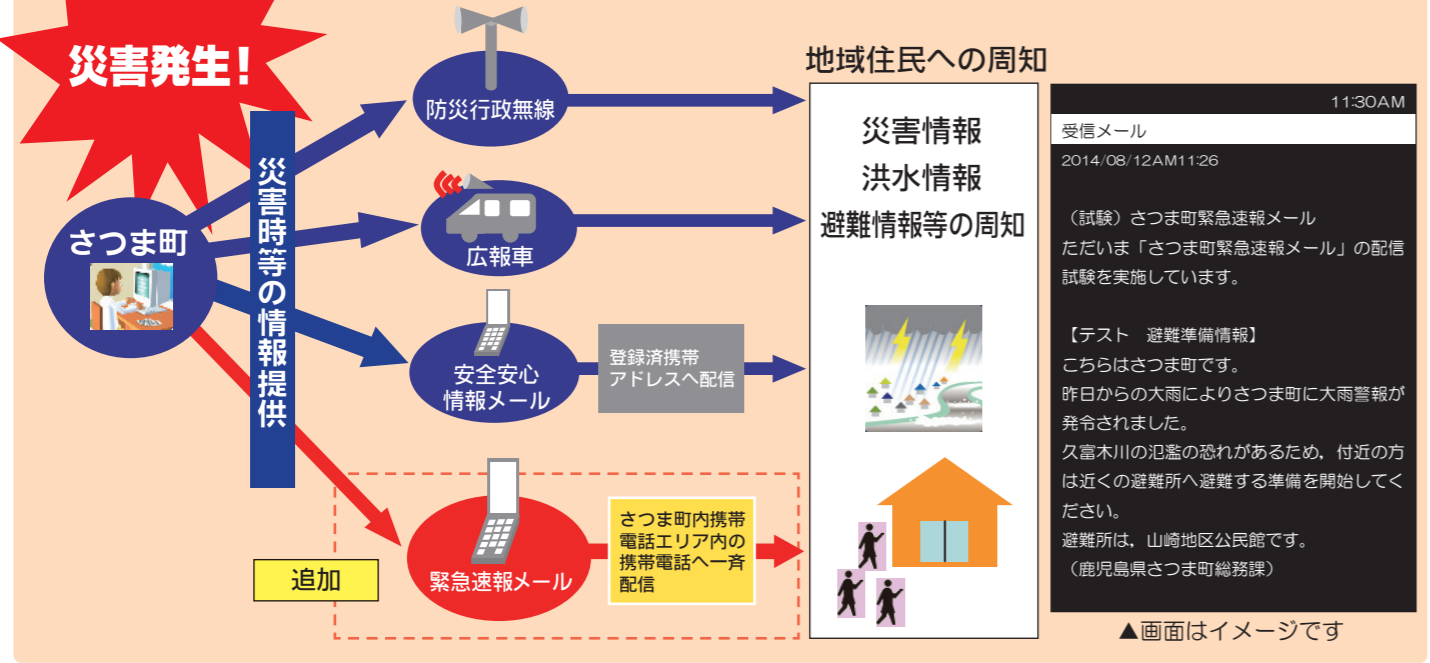 災害発生!
さつま町
災害時等の情報提供
防災行政無線
広報車
安全安心
情報メール
登録済携帯
アドレスへ配信
追加
緊急速報メール
さつま町内携帯
電話エリア内の
携帯電話へ一斉
配信
地域住民への周知
災害情報
洪水情報
避難情報等の周知
11:30AM
受信メール
2014/08/12AM11:26
（試験）さつま町緊急速報メール
ただいま「さつま町緊急速報メール」の配信
試験を実施しています。
【テスト　避難準備情報】
こちらはさつま町です。
昨日からの大雨によりさつま町に大雨警報が
発令されました。
久富木川の氾濫の恐れがあるため，付近の方
は近くの避難所へ避難する準備を開始してく
ださい。
避難所は，山崎地区公民館です。
（鹿児島県さつま町総務課）
▲画面はイメージです